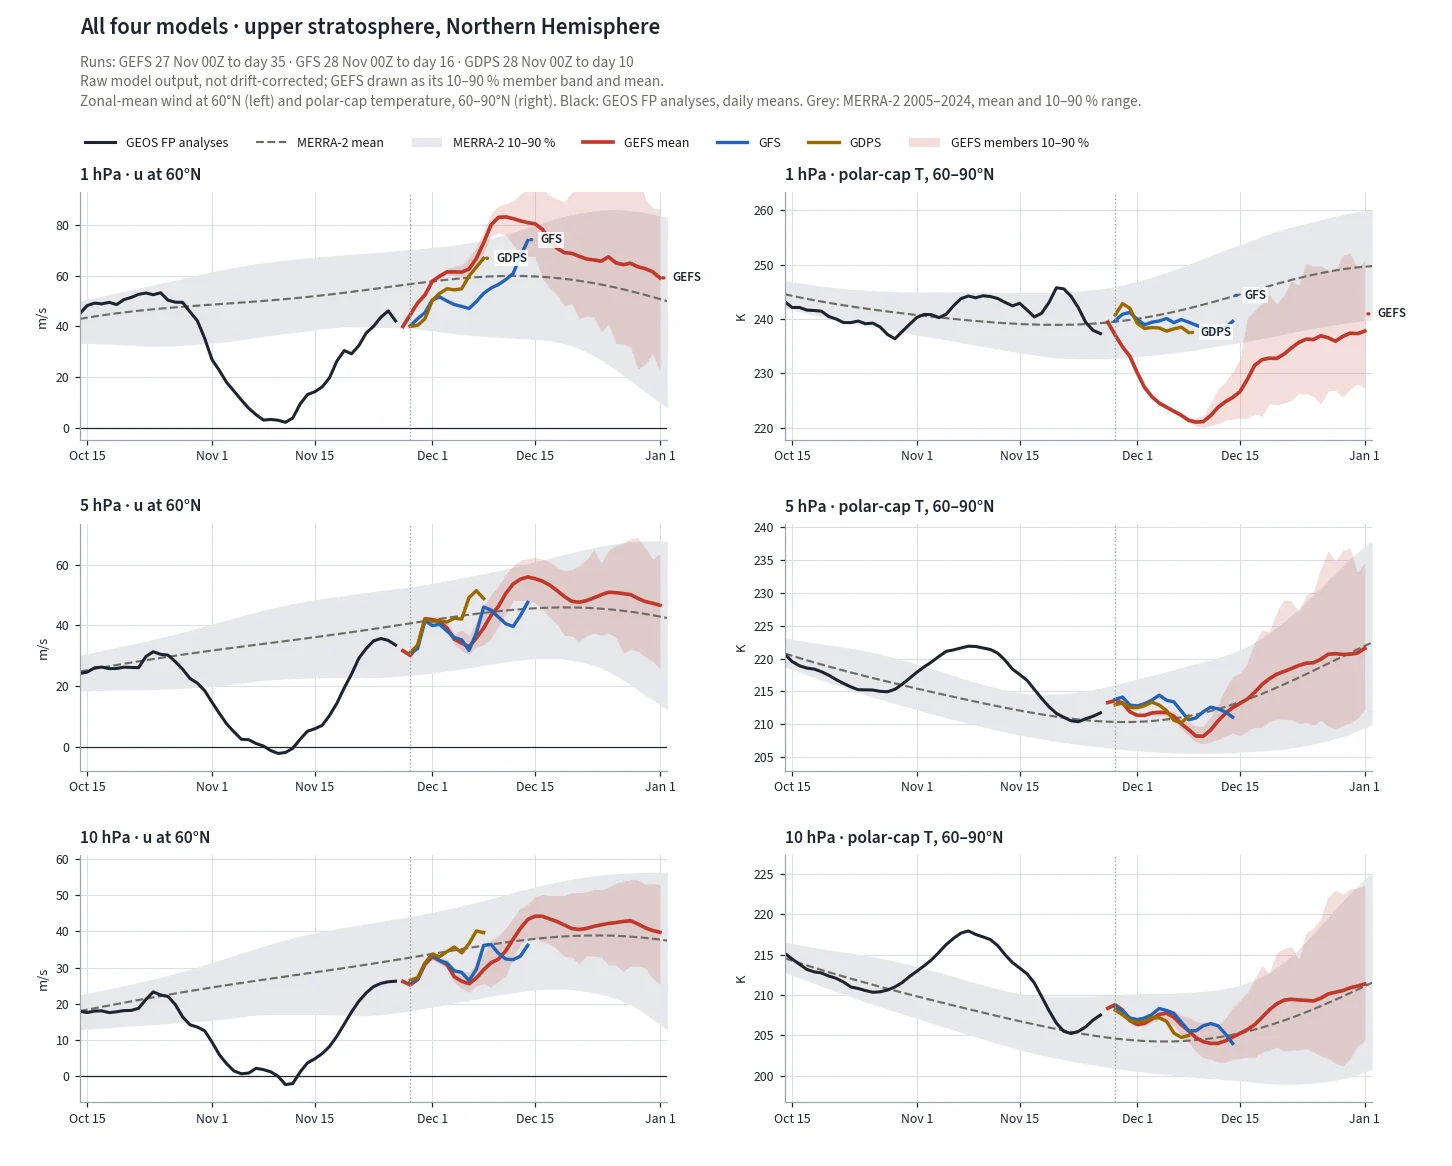 All four models · upper stratosphere, Northern Hemisphere
Runs: GEFS 27 Nov 00Z to day 35 · GFS 28 Nov 00Z to day 16 · GDPS 28 Nov 00Z to day 10
Raw model output, not drift-corrected; GEFS drawn as its 10–90 % member band and mean.
Zonal-mean wind at 60°N (left) and polar-cap temperature, 60–90°N (right). Black: GEOS FP analyses, daily means. Grey: MERRA-2 2005–2024, mean and 10–90 % range.
GEOS FP analyses MERRA-2 mean MERRA-2 10–90 % GEFS mean GFS GDPS GEFS members 10–90 %
1 hPa · u at 60°N
80
60
40
20
0
m/s
GFS
GDPS
GEFS
Oct 15 Nov 1 Nov 15 Dec 1 Dec 15 Jan 1
1 hPa · polar-cap T, 60–90°N
260
250
240
230
220
K
GFS
GEFS
GDPS
Oct 15 Nov 1 Nov 15 Dec 1 Dec 15 Jan 1
5 hPa · u at 60°N
60
40
20
0
m/s
Oct 15 Nov 1 Nov 15 Dec 1 Dec 15 Jan 1
5 hPa · polar-cap T, 60–90°N
240
235
230
225
220
215
210
205
K
Oct 15 Nov 1 Nov 15 Dec 1 Dec 15 Jan 1
10 hPa · u at 60°N
60
50
40
30
20
10
0
m/s
Oct 15 Nov 1 Nov 15 Dec 1 Dec 15 Jan 1
10 hPa · polar-cap T, 60–90°N
225
220
215
210
205
200
K
Oct 15 Nov 1 Nov 15 Dec 1 Dec 15 Jan 1